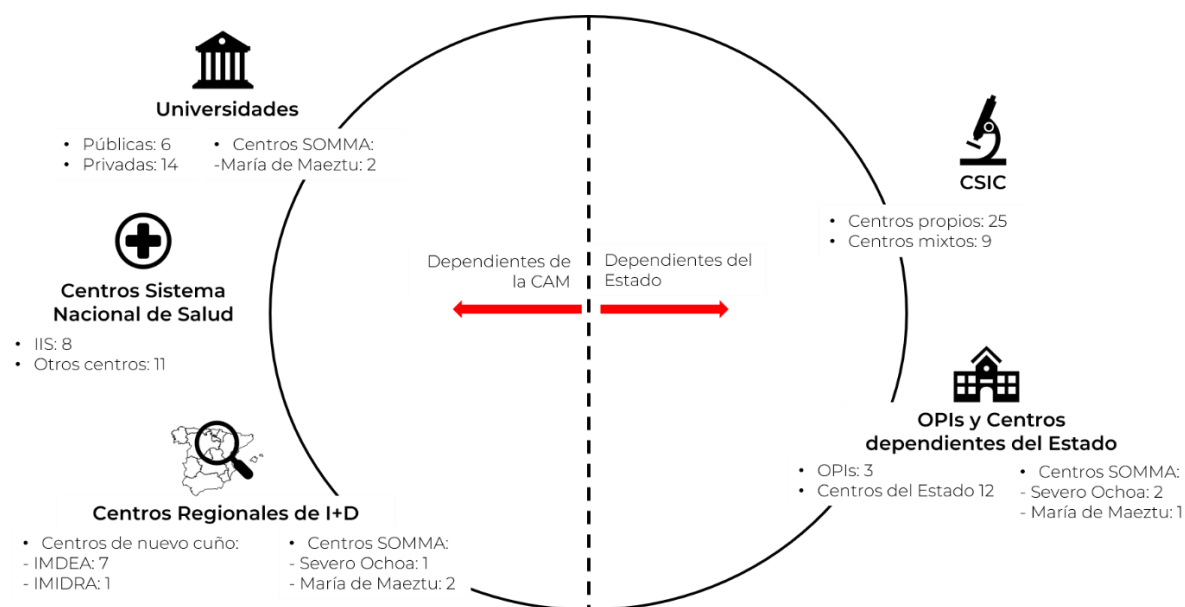 Universidades
• Públicas: 6
• Privadas: 14
• Centros SOMMA:
-María de Maeztu: 2
Centros Sistema
Nacional de Salud
• IIS: 8
• Otros centros: 11
Centros Regionales de I+D
• Centros de nuevo cuño:
- IMDEA: 7
- IMIDRA: 1
• Centros SOMMA:
- Severo Ochoa: 1
- María de Maeztu: 2
Dependientes de
la CAM
Dependientes del
Estado
CSIC
• Centros propios: 25
• Centros mixtos: 9
OPIs y Centros
dependientes del Estado
• OPIs: 3
• Centros del Estado 12
• Centros SOMMA:
- Severo Ochoa: 2
- María de Maeztu: 1